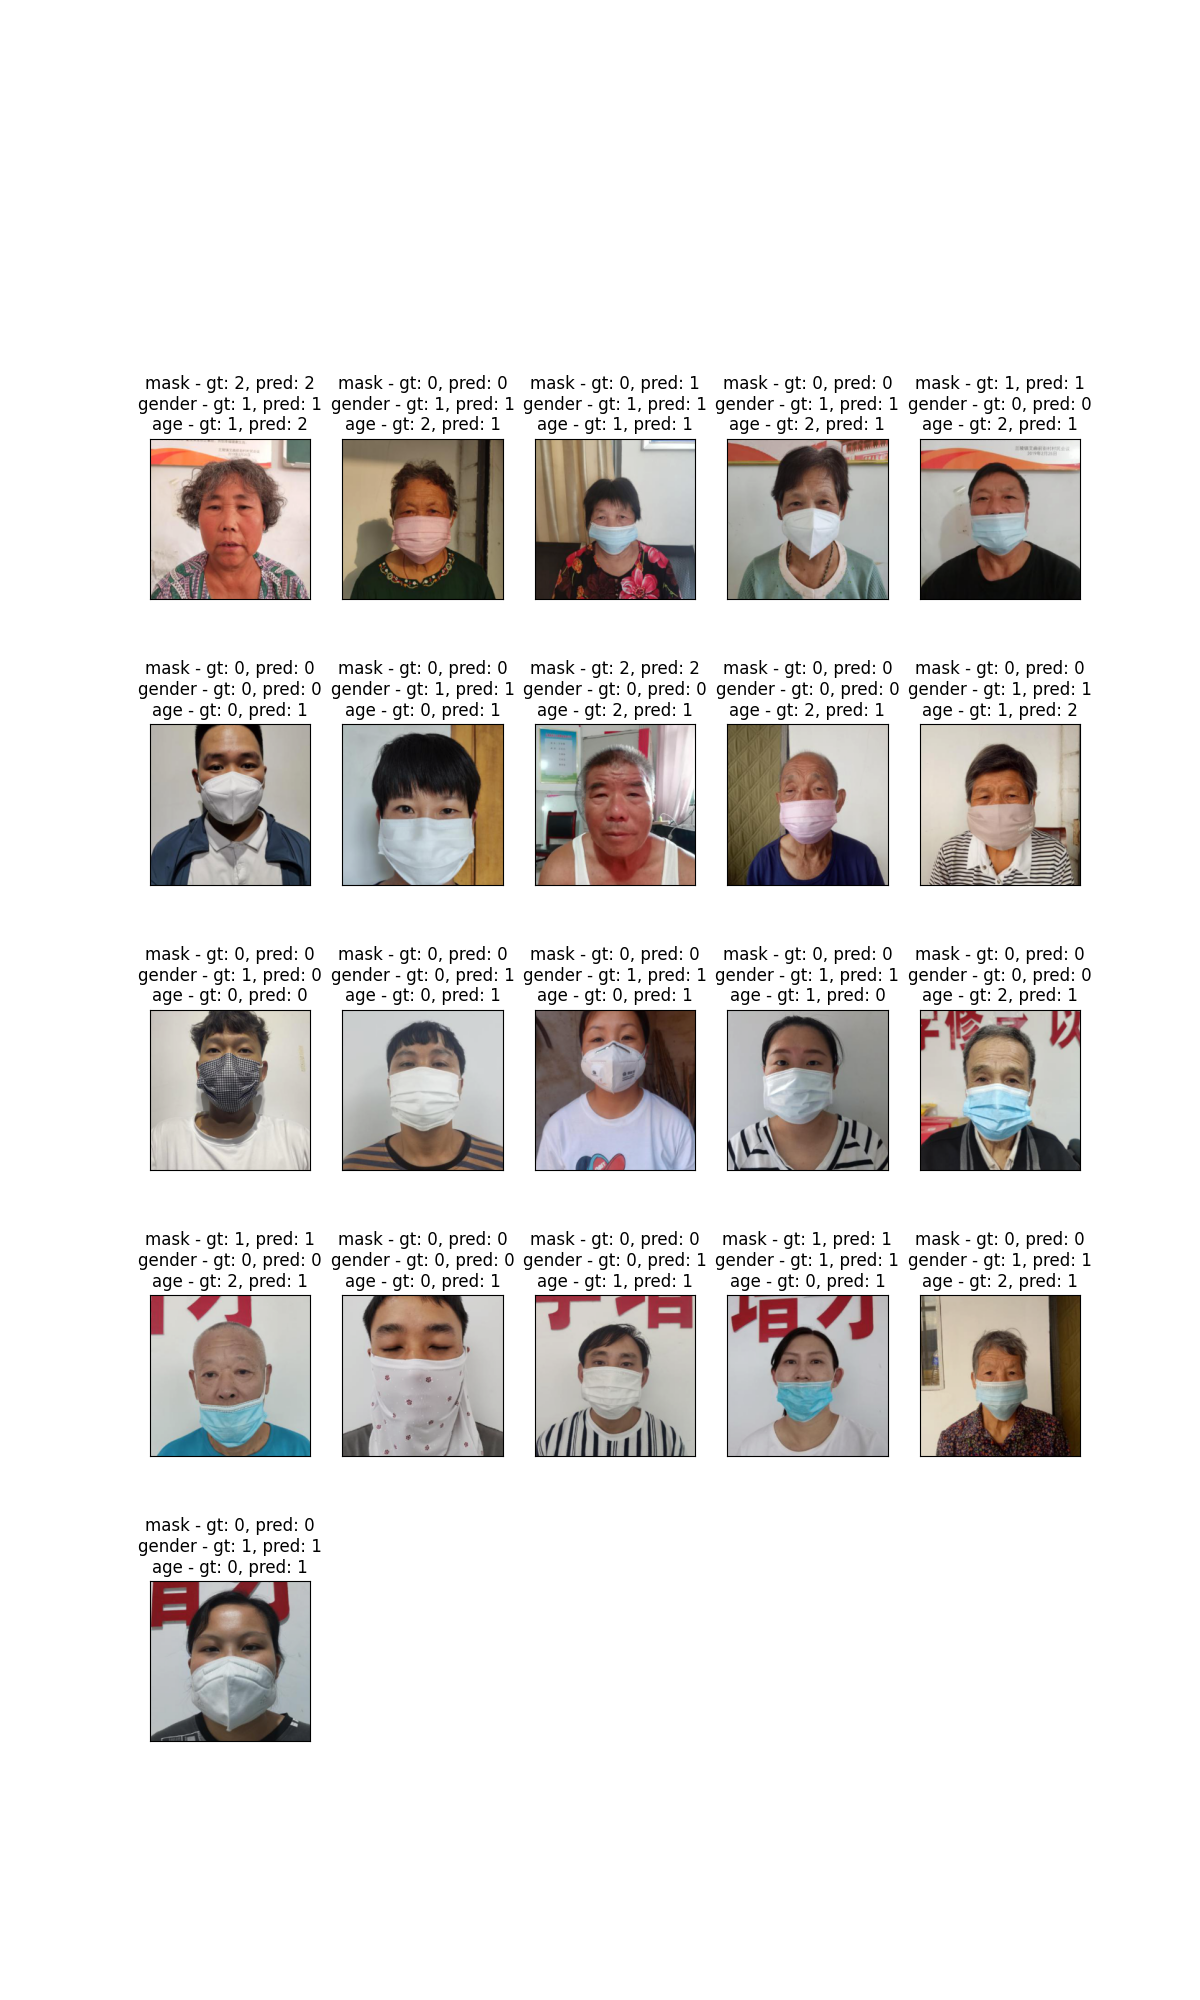 mask - gt: 2, pred: 2
gender - gt: 1, pred: 1
age - gt: 1, pred: 2
mask - gt: 0, pred: 0
gender - gt: 1, pred: 1
age - gt: 2, pred: 1
mask - gt: 0, pred: 1
gender - gt: 1, pred: 1
age - gt: 1, pred: 1
mask - gt: 0, pred: 0
gender - gt: 1, pred: 1
age - gt: 2, pred: 1
mask - gt: 1, pred: 1
gender - gt: 0, pred: 0
age - gt: 2, pred: 1
mask - gt: 0, pred: 0
gender - gt: 0, pred: 0
age - gt: 0, pred: 1
mask - gt: 0, pred: 0
gender - gt: 1, pred: 1
age - gt: 0, pred: 1
mask - gt: 2, pred: 2
gender - gt: 0, pred: 0
age - gt: 2, pred: 1
mask - gt: 0, pred: 0
gender - gt: 0, pred: 0
age - gt: 2, pred: 1
mask - gt: 0, pred: 0
gender - gt: 1, pred: 1
age - gt: 1, pred: 2
mask - gt: 0, pred: 0
gender - gt: 1, pred: 0
age - gt: 0, pred: 0
mask - gt: 0, pred: 0
gender - gt: 0, pred: 1
age - gt: 0, pred: 1
mask - gt: 0, pred: 0
gender - gt: 1, pred: 1
age - gt: 0, pred: 1
mask - gt: 0, pred: 0
gender - gt: 1, pred: 1
age - gt: 1, pred: 0
mask - gt: 0, pred: 0
gender - gt: 0, pred: 0
age - gt: 2, pred: 1
mask - gt: 1, pred: 1
gender - gt: 0, pred: 0
age - gt: 2, pred: 1
mask - gt: 0, pred: 0
gender - gt: 0, pred: 0
age - gt: 0, pred: 1
mask - gt: 0, pred: 0
gender - gt: 0, pred: 1
age - gt: 1, pred: 1
mask - gt: 1, pred: 1
gender - gt: 1, pred: 1
age - gt: 0, pred: 1
mask - gt: 0, pred: 0
gender - gt: 1, pred: 1
age - gt: 2, pred: 1
mask - gt: 0, pred: 0
gender - gt: 1, pred: 1
age - gt: 0, pred: 1